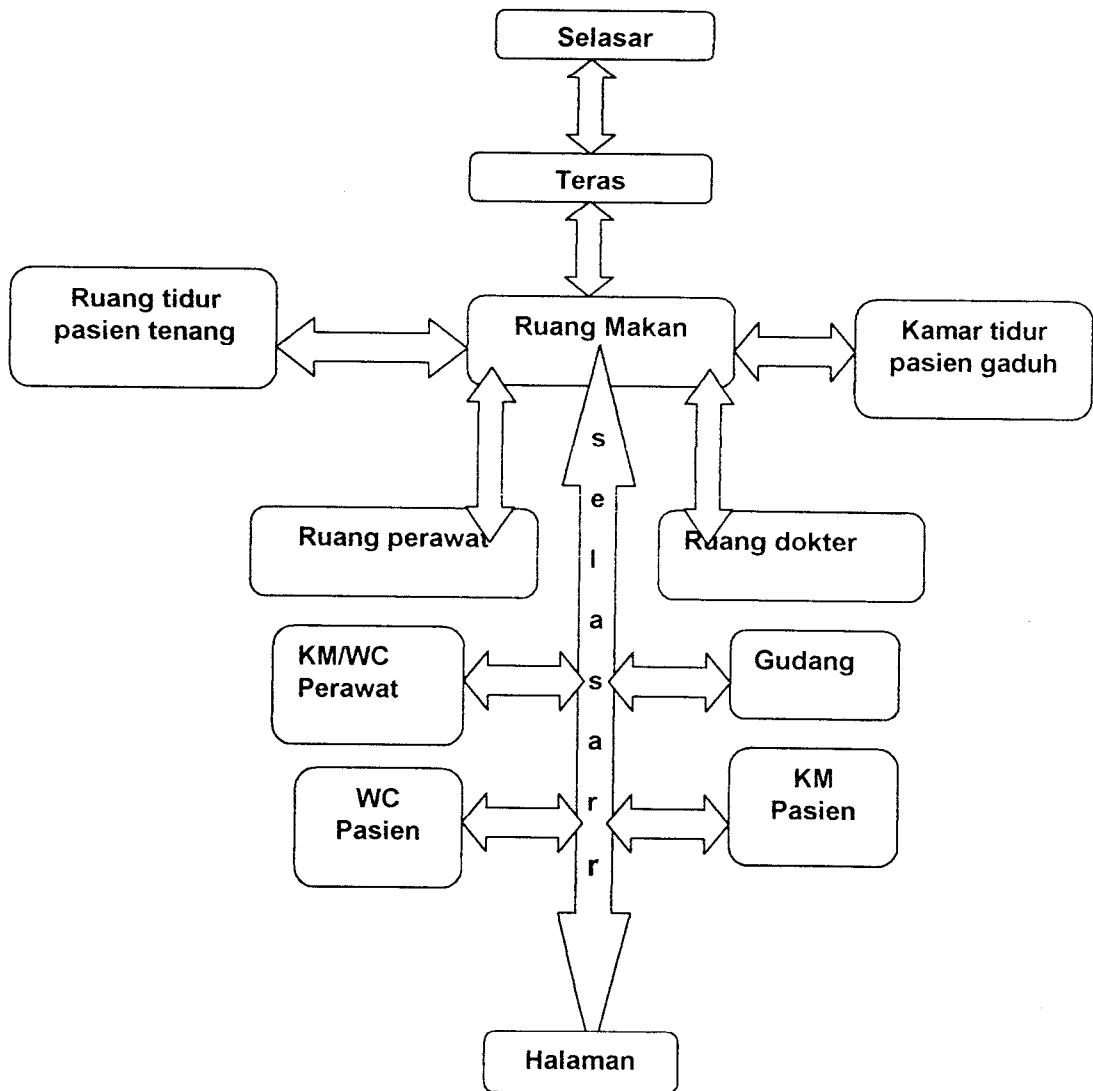 Selasar
Teras
Ruang tidur
pasien tenang
Ruang Makan
Kamar tidur
pasien gaduh
Ruang perawat
Ruang dokter
s
e
l
a
s
a
r
r
KM/WC
Perawat
Gudang
WC
Pasien
KM
Pasien
Halaman